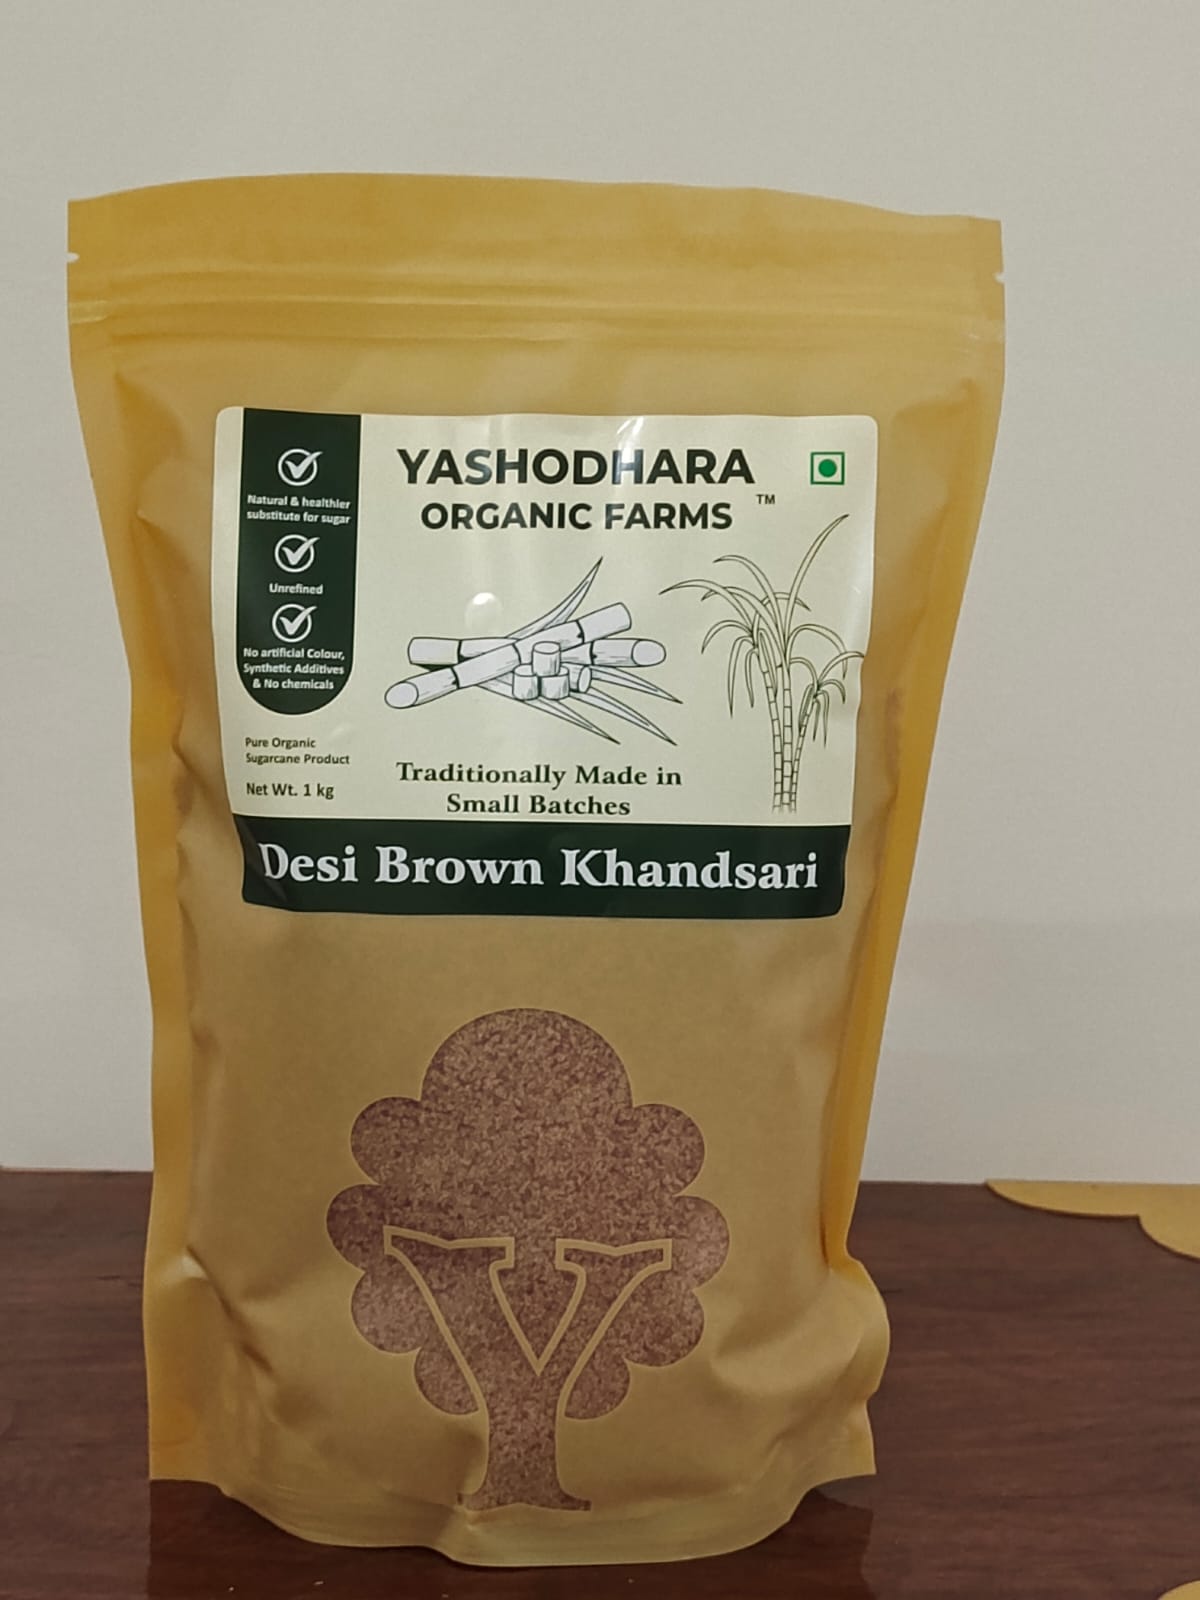 YASHODHARA
ORGANIC FARMS
TM
Natural & healthier
substitute for sugar
Unrefined
No artificial Colour,
Synthetic Additives
& No chemicals
Pure Organic
Sugarcane Product
Net Wt. 1 kg
Traditionally Made in
Small Batches
Desi Brown Khandsari
Y